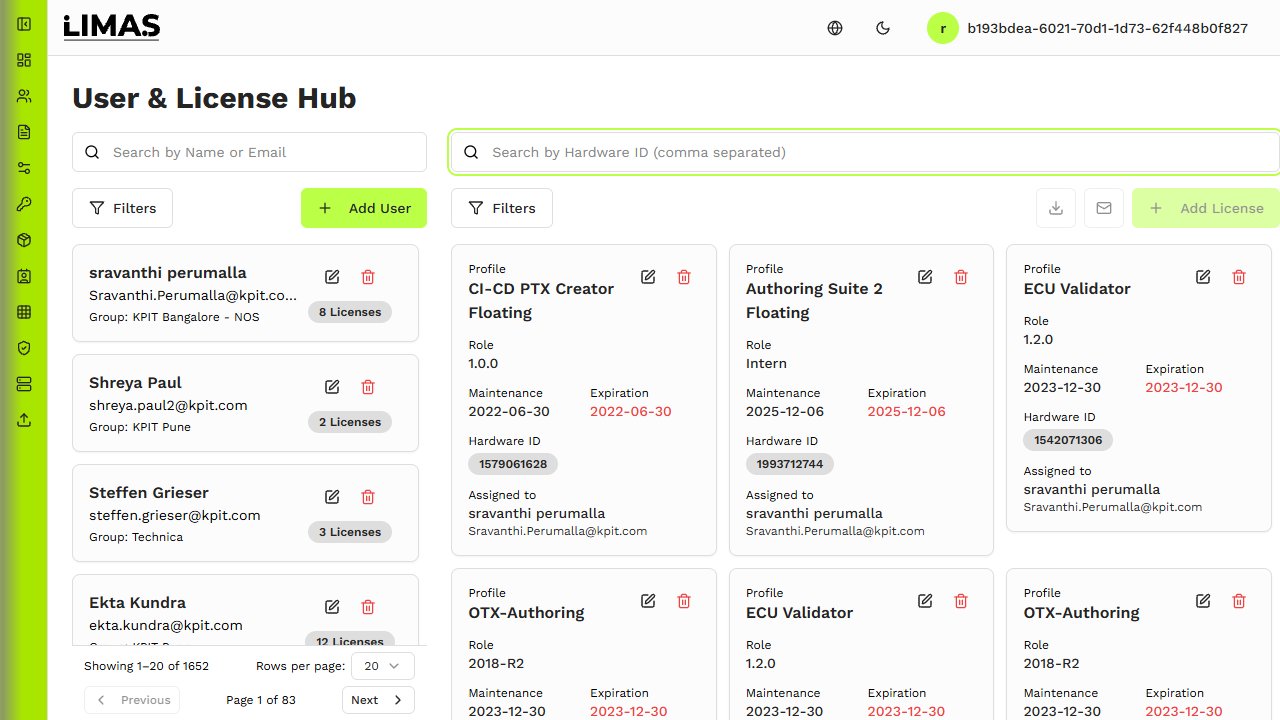 LIMAS
r
b193bdea-6021-70d1-1d73-62f448b0f827
User & License Hub
Search by Name or Email
Search by Hardware ID (comma separated)
Filters
Add User
Filters
Add License
sravanthi perumalla
Sravanthi.Perumalla@kpit.co...
Group: KPIT Bangalore - NOS
8 Licenses
Shreya Paul
shreya.paul2@kpit.com
Group: KPIT Pune
2 Licenses
Steffen Grieser
steffen.grieser@kpit.com
Group: Technica
3 Licenses
Ekta Kundra
ekta.kundra@kpit.com
12 Licenses
Showing 1–20 of 1652
Rows per page:
20
Previous
Page 1 of 83
Next
Profile
CI-CD PTX Creator
Floating
Role
1.0.0
Maintenance
Expiration
2022-06-30
2022-06-30
Hardware ID
1579061628
Assigned to
sravanthi perumalla
Sravanthi.Perumalla@kpit.com
Profile
Authoring Suite 2
Floating
Role
Intern
Maintenance
Expiration
2025-12-06
2025-12-06
Hardware ID
1993712744
Assigned to
sravanthi perumalla
Sravanthi.Perumalla@kpit.com
Profile
ECU Validator
Role
1.2.0
Maintenance
Expiration
2023-12-30
2023-12-30
Hardware ID
1542071306
Assigned to
sravanthi perumalla
Sravanthi.Perumalla@kpit.com
Profile
OTX-Authoring
Role
2018-R2
Maintenance
Expiration
2023-12-30
2023-12-30
Profile
ECU Validator
Role
1.2.0
Maintenance
Expiration
2023-12-30
2023-12-30
Profile
OTX-Authoring
Role
2018-R2
Maintenance
Expiration
2023-12-30
2023-12-30